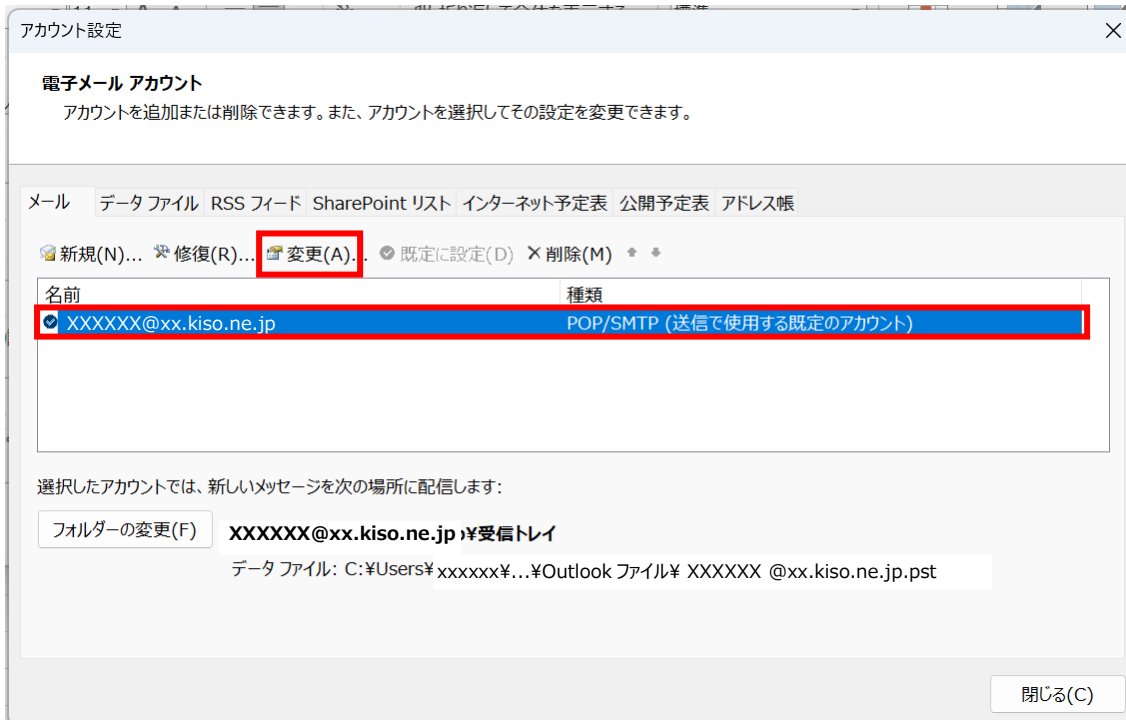 アカウント設定
電子メール アカウント
アカウントを追加または削除できます。また、アカウントを選択してその設定を変更できます。
メール データ ファイル RSS フィード SharePoint リスト インターネット予定表 公開予定表 アドレス帳
新規(N)... 修復(R)... 変更(A)... 既定に設定(D) 削除(M)
名前 種類
XXXXXX@xx.kiso.ne.jp POP/SMTP (送信で使用する既定のアカウント)
選択したアカウントでは、新しいメッセージを次の場所に配信します:
フォルダーの変更(F) XXXXXX@xx.kiso.ne.jp ¥受信トレイ
データ ファイル: C:¥Users¥ xxxxxx¥...¥Outlook ファイル¥ XXXXXX @xx.kiso.ne.jp.pst
閉じる(C)